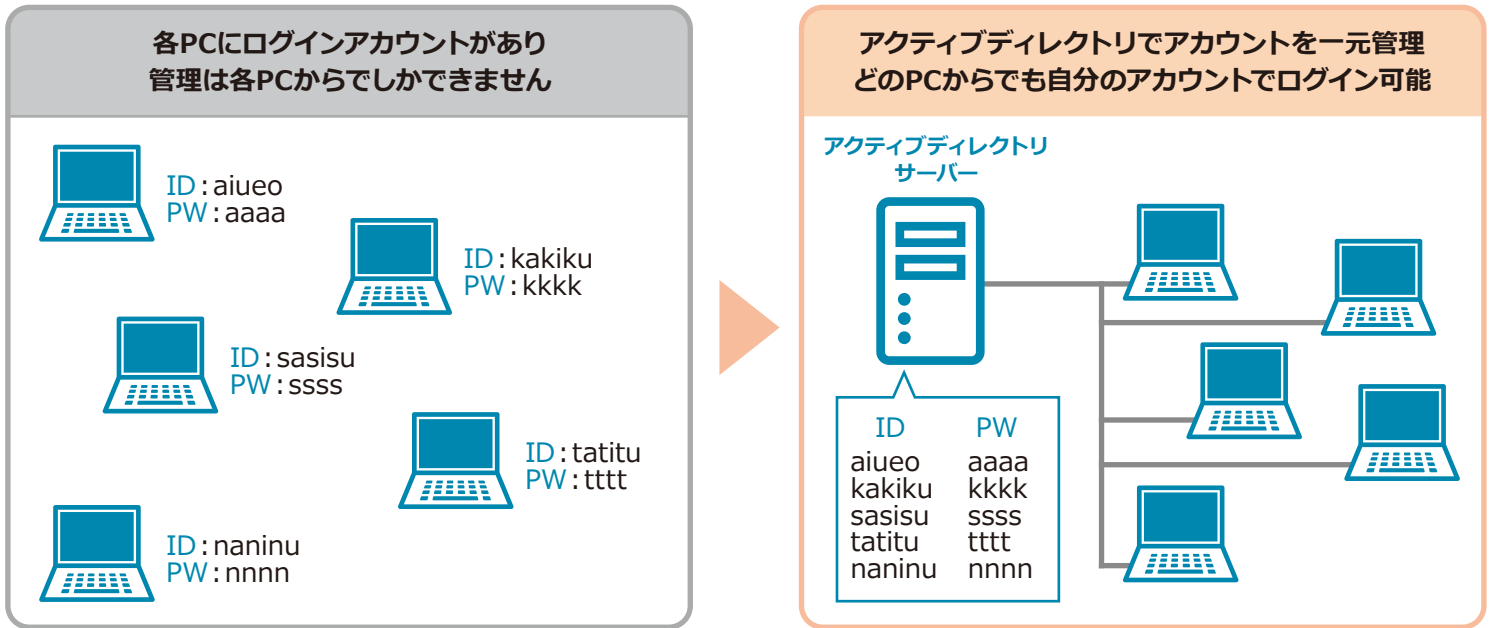 各PCにログインアカウントがあり
管理は各PCからでしかできません
ID：aiueo
PW：aaaa
ID：kakiku
PW：kkkk
ID：sasisu
PW：ssss
ID：tatitu
PW：tttt
ID：naninu
PW：nnnn
アクティブディレクトリでアカウントを一元管理
どのPCからでも自分のアカウントでログイン可能
アクティブディレクトリ
サーバー
ID PW
aiueo aaaa
kakiku kkkk
sasisu ssss
tatitu tttt
naninu nnnn